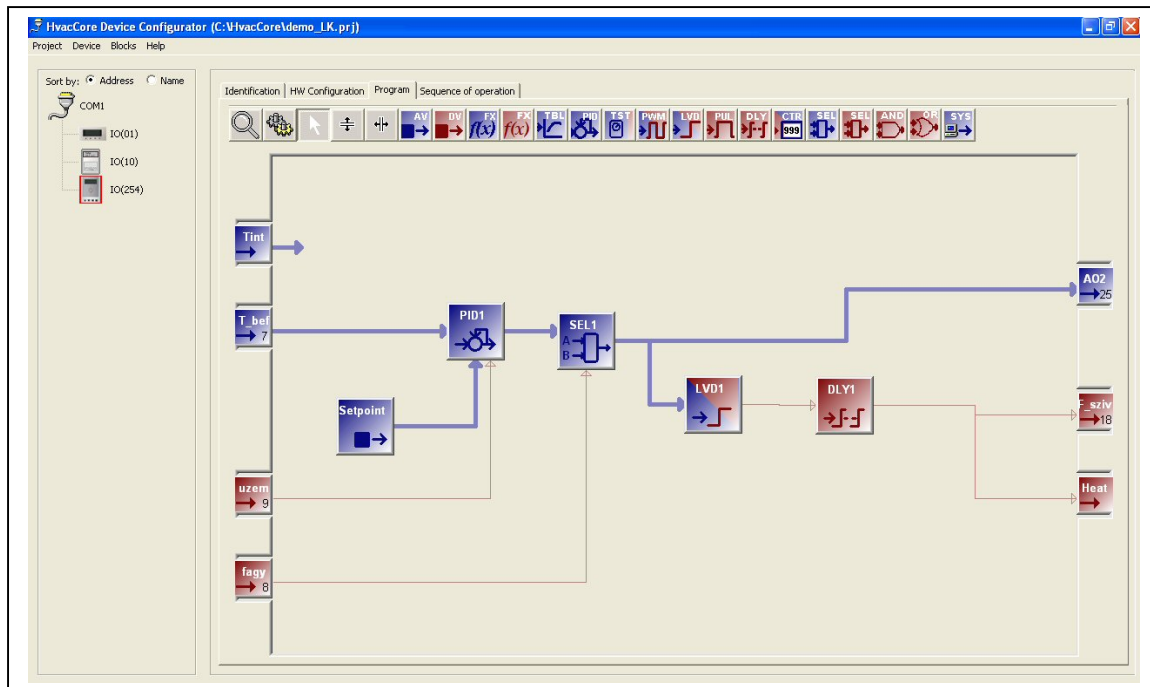 HvacCore Device Configurator (C:\HvacCore\demo_LK.prj)
Project Device Blocks Help
Sort by: Address Name
COM1
IO(01)
IO(10)
IO(254)
Identification HW Configuration Program Sequence of operation
AV DV FX FX TBL PID TST PWM LVD PUL DLY CTR SEL SEL AND OR SYS
f(x) f(x) 999
Tint
T_bef
7
uzem
9
fagy
8
Setpoint
PID1
SEL1
A
B
LVD1
DLY1
AO2
25
F_sziv
18
Heat